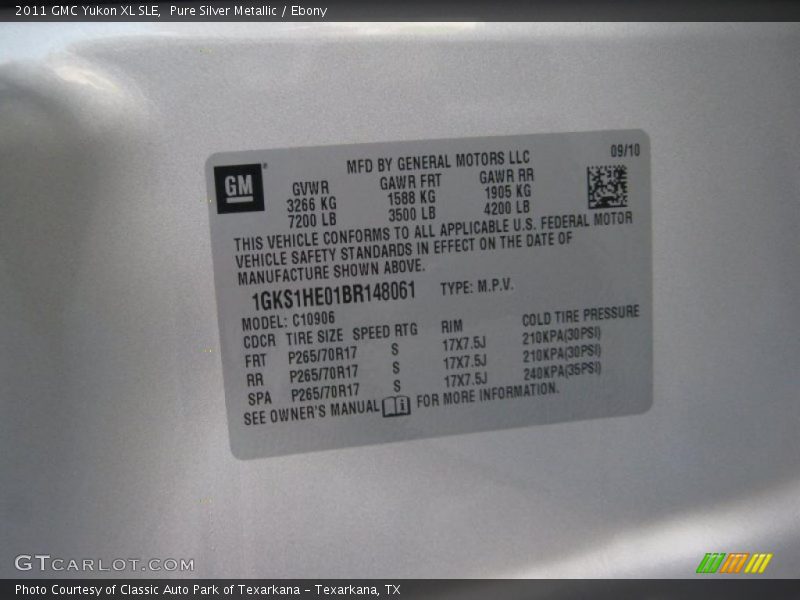 2011 GMC Yukon XL SLE, Pure Silver Metallic / Ebony
GM
MFD BY GENERAL MOTORS LLC
09/10
GVWR GAWR FRT GAWR RR
3266 KG 1588 KG 1905 KG
7200 LB 3500 LB 4200 LB
THIS VEHICLE CONFORMS TO ALL APPLICABLE U.S. FEDERAL MOTOR
VEHICLE SAFETY STANDARDS IN EFFECT ON THE DATE OF
MANUFACTURE SHOWN ABOVE.
1GKS1HE01BR148061 TYPE: M.P.V.
MODEL: C10906
CDCR TIRE SIZE SPEED RTG RIM COLD TIRE PRESSURE
FRT P265/70R17 S 17X7.5J 210KPA(30PSI)
RR P265/70R17 S 17X7.5J 210KPA(30PSI)
SPA P265/70R17 S 17X7.5J 240KPA(35PSI)
SEE OWNER'S MANUAL FOR MORE INFORMATION.
GTCARLOT.COM
Photo Courtesy of Classic Auto Park of Texarkana - Texarkana, TX